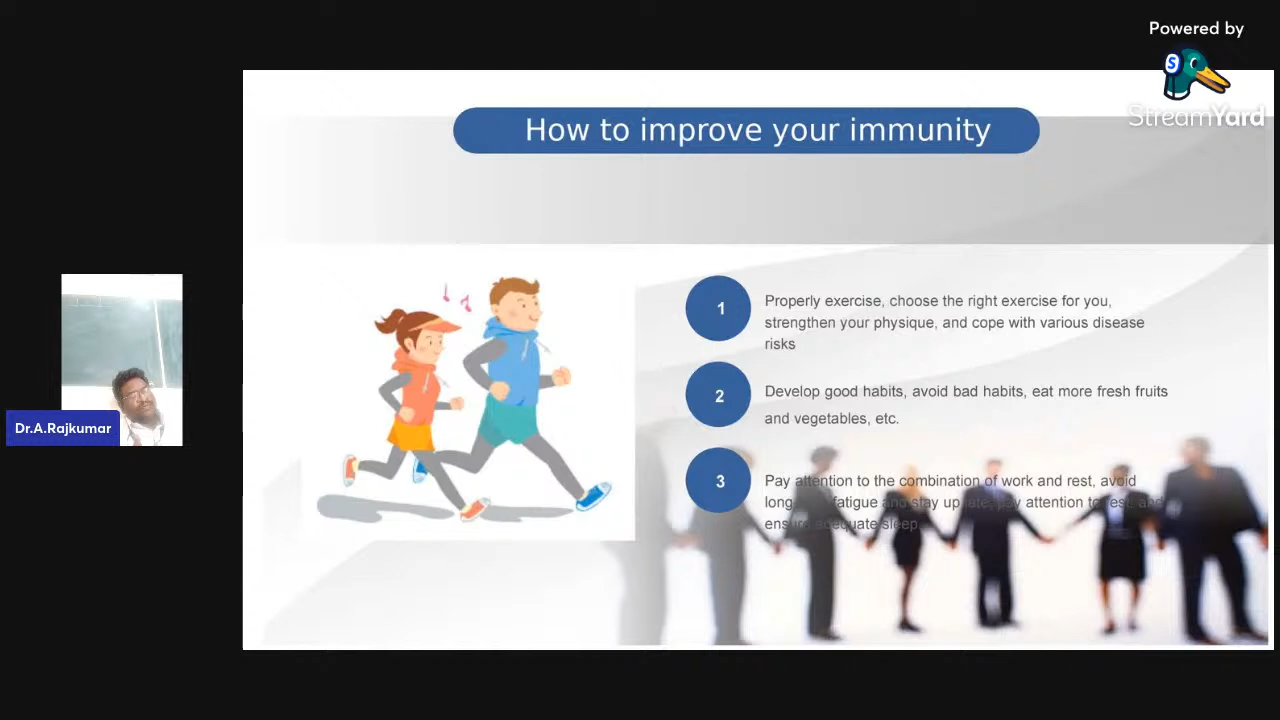 Powered by
StreamYard
How to improve your immunity
1
Properly exercise, choose the right exercise for you,
strengthen your physique, and cope with various disease
risks
2
Develop good habits, avoid bad habits, eat more fresh fruits
and vegetables, etc.
3
Pay attention to the combination of work and rest, avoid
fatigue and stay up late, pay attention to rest, and
ensure adequate sleep
Dr.A.Rajkumar